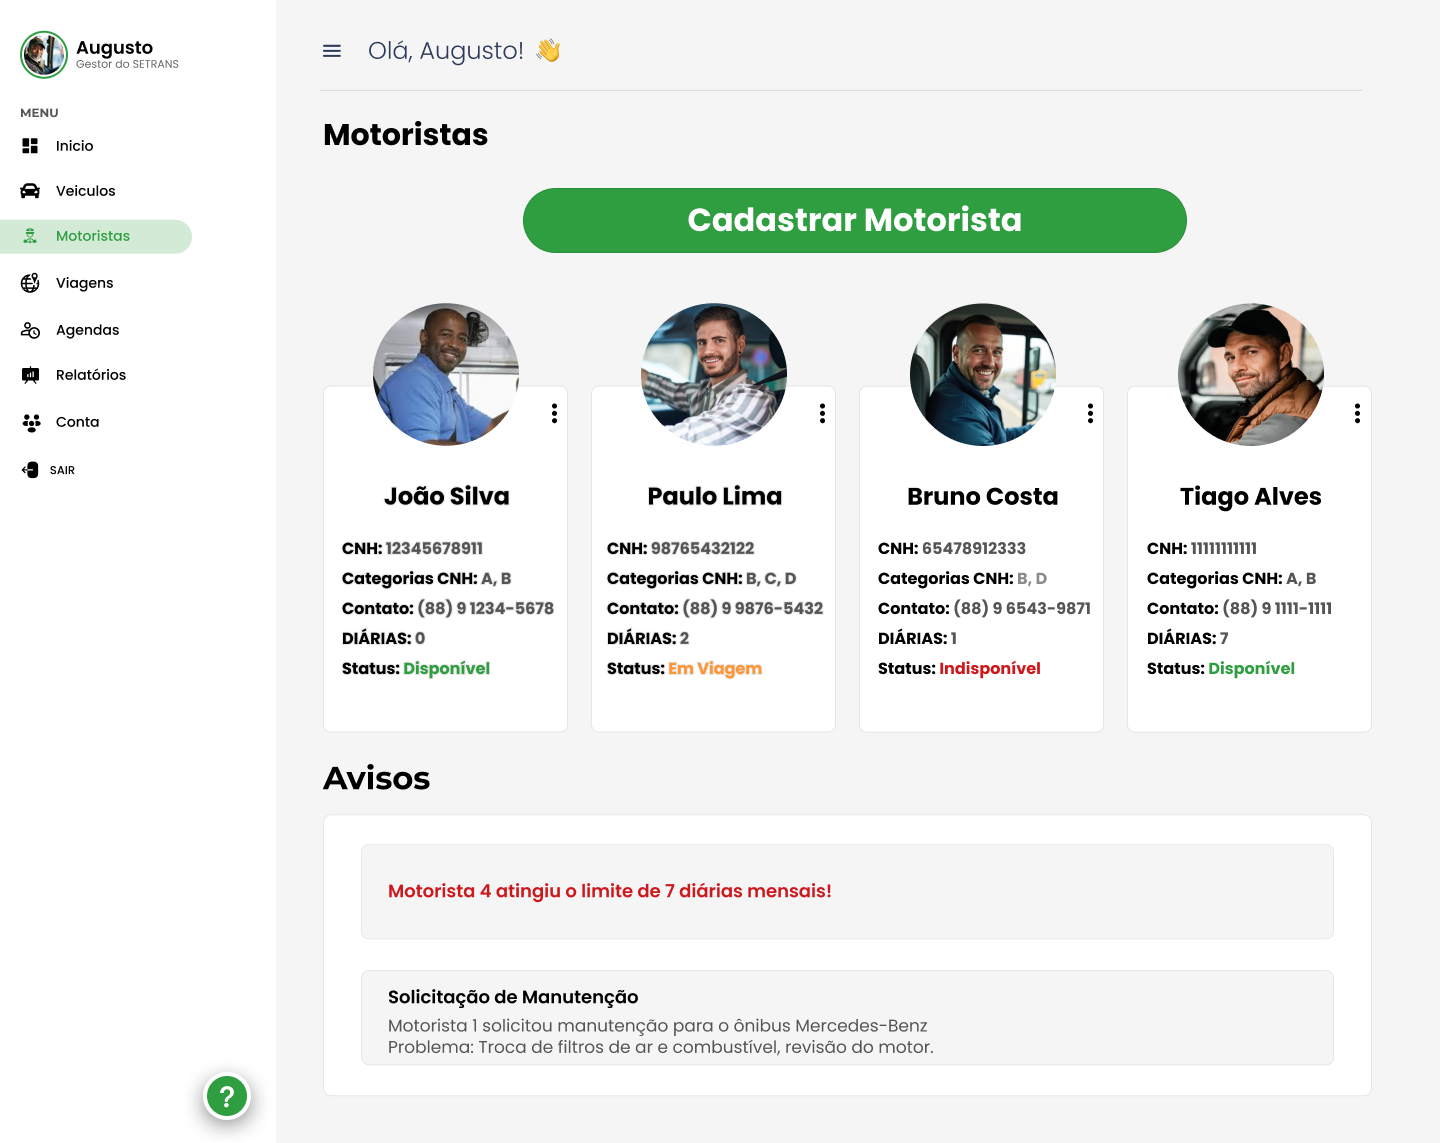 Augusto
Gestor do SETRANS
MENU
Inicio
Veiculos
Motoristas
Viagens
Agendas
Relatórios
Conta
SAIR
?
Olá, Augusto! 👋
Motoristas
Cadastrar Motorista
João Silva
CNH: 12345678911
Categorias CNH: A, B
Contato: (88) 9 1234-5678
DIÁRIAS: 0
Status: Disponível
Paulo Lima
CNH: 98765432122
Categorias CNH: B, C, D
Contato: (88) 9 9876-5432
DIÁRIAS: 2
Status: Em Viagem
Bruno Costa
CNH: 65478912333
Categorias CNH: B, D
Contato: (88) 9 6543-9871
DIÁRIAS: 1
Status: Indisponível
Tiago Alves
CNH: 11111111111
Categorias CNH: A, B
Contato: (88) 9 1111-1111
DIÁRIAS: 7
Status: Disponível
Avisos
Motorista 4 atingiu o limite de 7 diárias mensais!
Solicitação de Manutenção
Motorista 1 solicitou manutenção para o ônibus Mercedes-Benz
Problema: Troca de filtros de ar e combustível, revisão do motor.